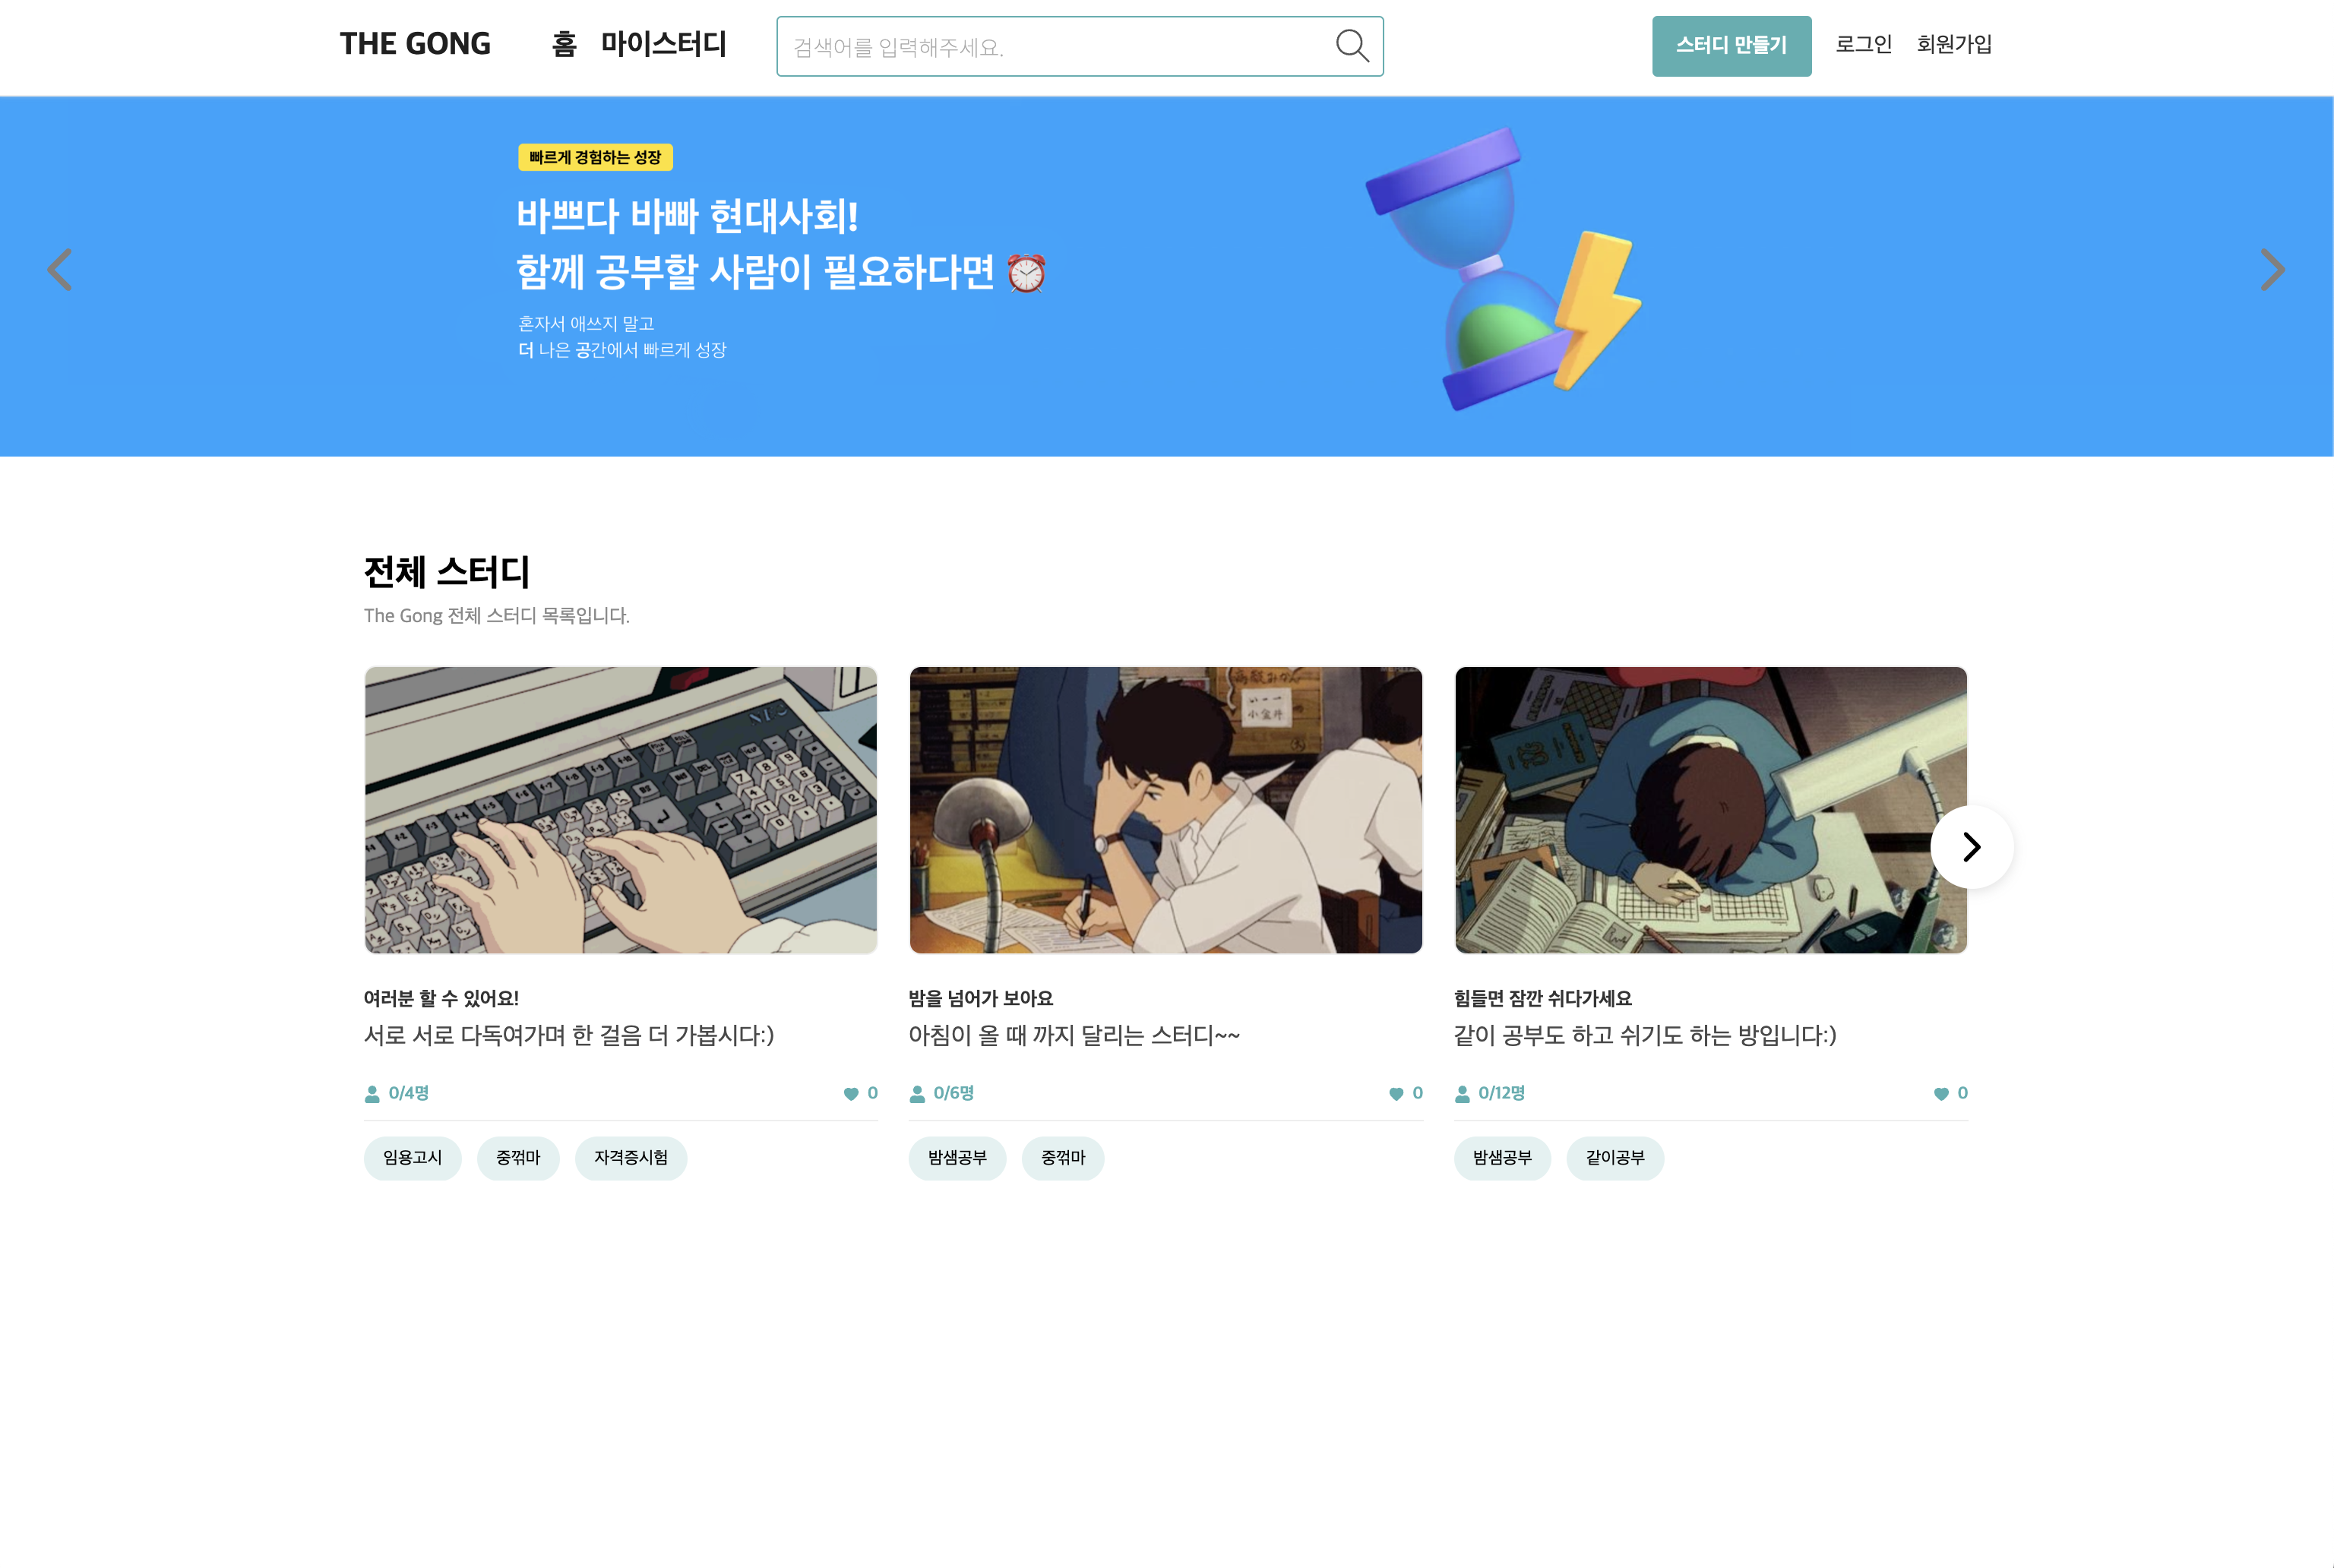 THE GONG 홈 마이스터디 검색어를 입력해주세요. 스터디 만들기 로그인 회원가입
빠르게 경험하는 성장
바쁘다 바빠 현대사회!
함께 공부할 사람이 필요하다면 ⏰
혼자서 애쓰지 말고
더 나은 공간에서 빠르게 성장
전체 스터디
The Gong 전체 스터디 목록입니다.
여러분 할 수 있어요!
서로 서로 다독여가며 한 걸음 더 가봅시다:)
0/4명 0
임용고시 중꺾마 자격증시험
밤을 넘어가 보아요
아침이 올 때 까지 달리는 스터디~~
0/6명 0
밤샘공부 중꺾마
힘들면 잠깐 쉬다가세요
같이 공부도 하고 쉬기도 하는 방입니다:)
0/12명 0
밤샘공부 같이공부